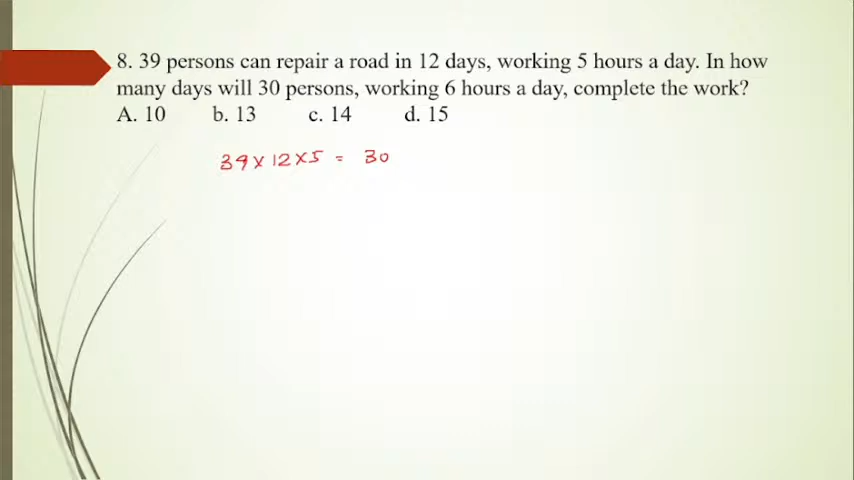 8. 39 persons can repair a road in 12 days, working 5 hours a day. In how
many days will 30 persons, working 6 hours a day, complete the work?
A. 10 b. 13 c. 14 d. 15
39 x 12 x 5 = 30